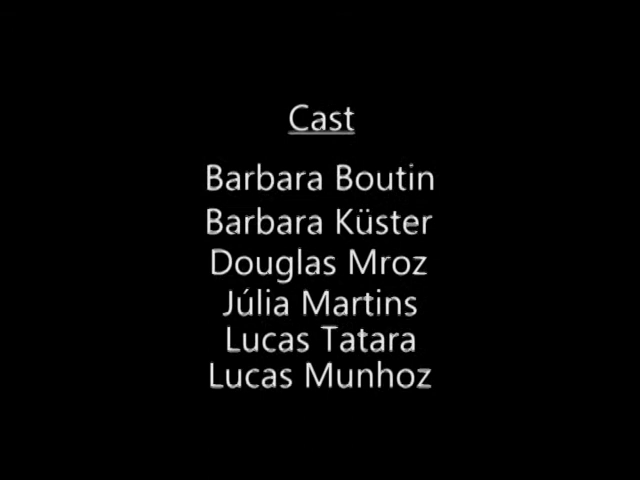 Cast
Barbara Boutin
Barbara Küster
Douglas Mroz
Júlia Martins
Lucas Tatara
Lucas Munhoz